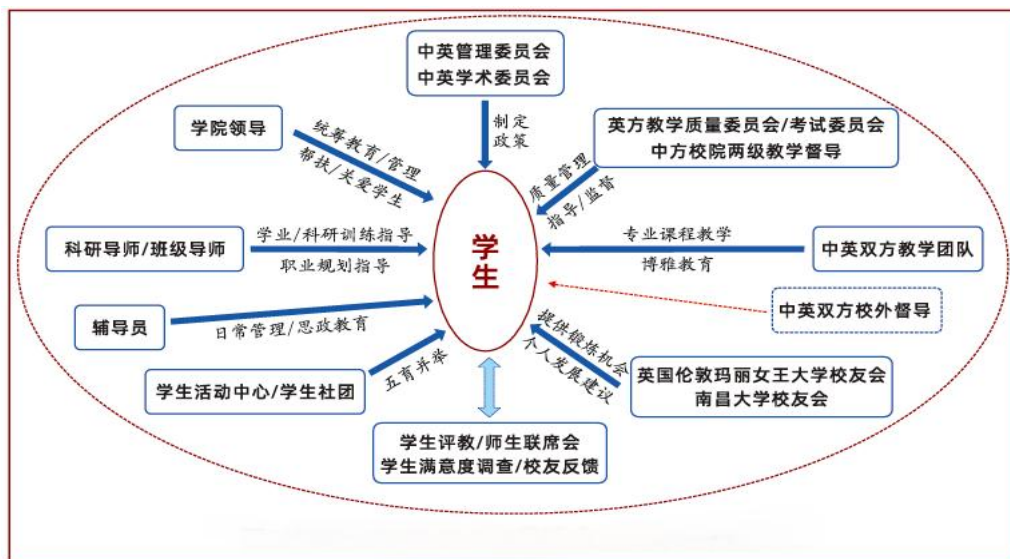 中英管理委员会
中英学术委员会
制定
政策
学院领导
统筹教育/管理
帮扶/关爱学生
英方教学质量委员会/考试委员会
中方校院两级教学督导
质量管理
指导/监督
科研导师/班级导师
学业/科研训练指导
职业规划指导
学生
专业课程教学
博雅教育
中英双方教学团队
中英双方校外督导
辅导员
日常管理/思政教育
学生活动中心/学生社团
五育并举
提供锻炼机会
个人发展建议
英国伦敦玛丽女王大学校友会
南昌大学校友会
学生评教/师生联席会
学生满意度调查/校友反馈